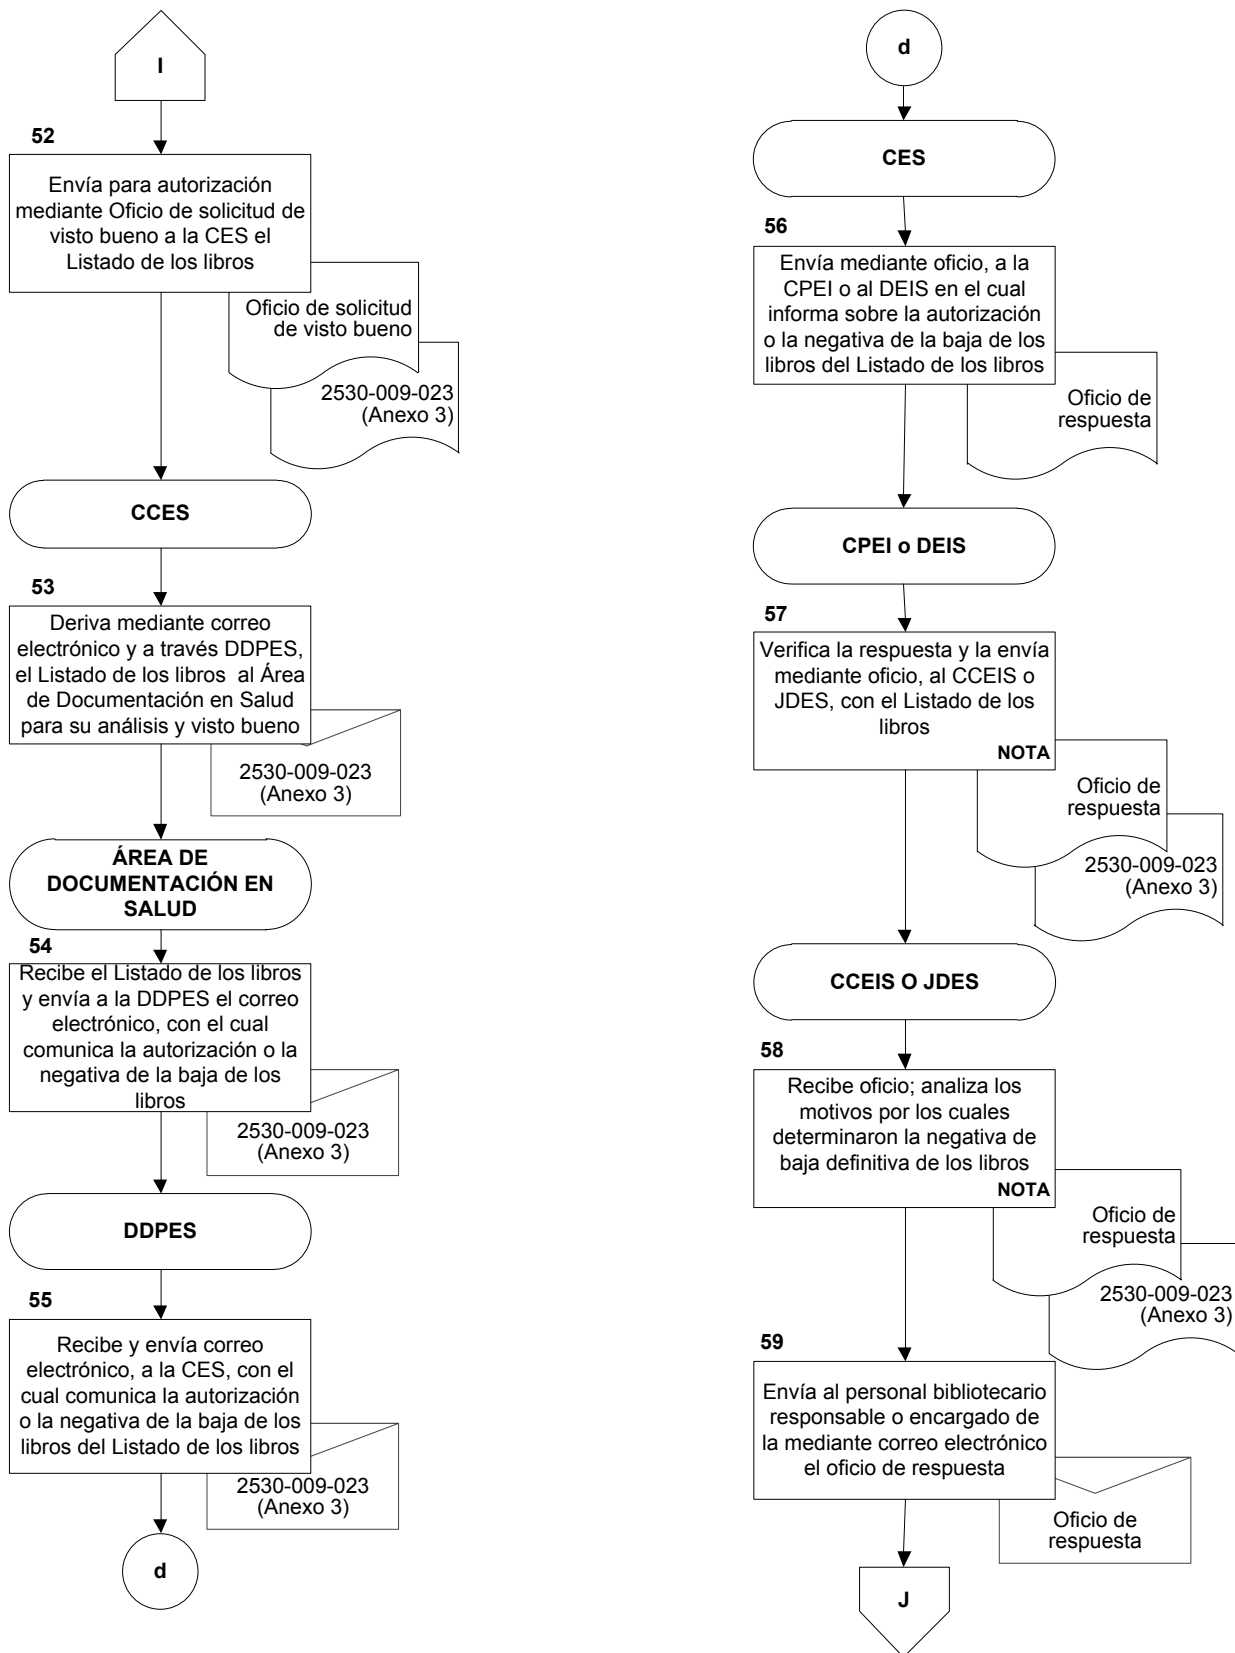 I
52
Envía para autorización
mediante Oficio de solicitud de
visto bueno a la CES el
Listado de los libros
Oficio de solicitud
de visto bueno
2530-009-023
(Anexo 3)
CCES
53
Deriva mediante correo
electrónico y a través DDPES,
el Listado de los libros al Área
de Documentación en Salud
para su análisis y visto bueno
2530-009-023
(Anexo 3)
ÁREA DE
DOCUMENTACIÓN EN
SALUD
54
Recibe el Listado de los libros
y envía a la DDPES el correo
electrónico, con el cual
comunica la autorización o la
negativa de la baja de los
libros
2530-009-023
(Anexo 3)
DDPES
55
Recibe y envía correo
electrónico, a la CES, con el
cual comunica la autorización
o la negativa de la baja de los
libros del Listado de los libros
2530-009-023
(Anexo 3)
d
d
CES
56
Envía mediante oficio, a la
CPEI o al DEIS en el cual
informa sobre la autorización
o la negativa de la baja de los
libros del Listado de los libros
Oficio de
respuesta
CPEI o DEIS
57
Verifica la respuesta y la envía
mediante oficio, al CCEIS o
JDES, con el Listado de los
libros
NOTA
Oficio de
respuesta
2530-009-023
(Anexo 3)
CCEIS O JDES
58
Recibe oficio; analiza los
motivos por los cuales
determinaron la negativa de
baja definitiva de los libros
NOTA
Oficio de
respuesta
2530-009-023
(Anexo 3)
59
Envía al personal bibliotecario
responsable o encargado de
la mediante correo electrónico
el oficio de respuesta
Oficio de
respuesta
J